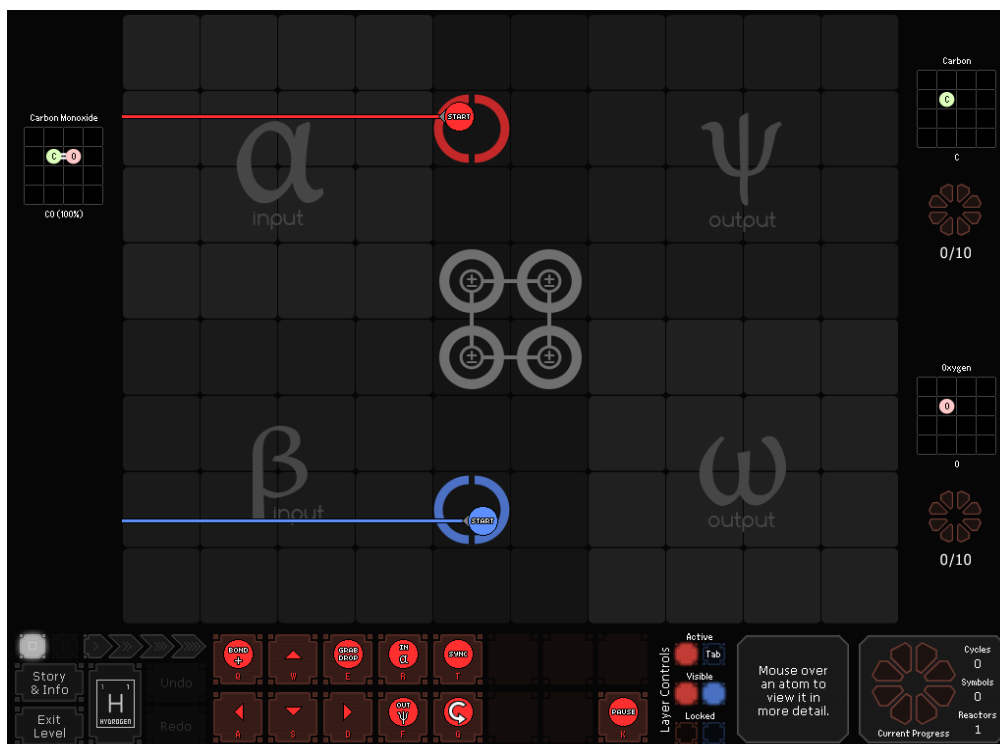 Carbon Monoxide
C=O
CO (100%)
START
α
input
ψ
output
Carbon
C
C
0/10
±
±
±
±
β
input
START
ω
output
Oxygen
O
O
0/10
Story
& Info
Exit
Level
1 1
H
HYDROGEN
Undo
Redo
BOND
+
Q
W
GRAB
DROP
E
IN
α
R
SYNC
T
A
S
D
OUT
ψ
F
G
PAUSE
K
Layer Controls
Active
Tab
Visible
Locked
Mouse over
an atom to
view it in
more detail.
Cycles
0
Symbols
0
Reactors
1
Current Progress